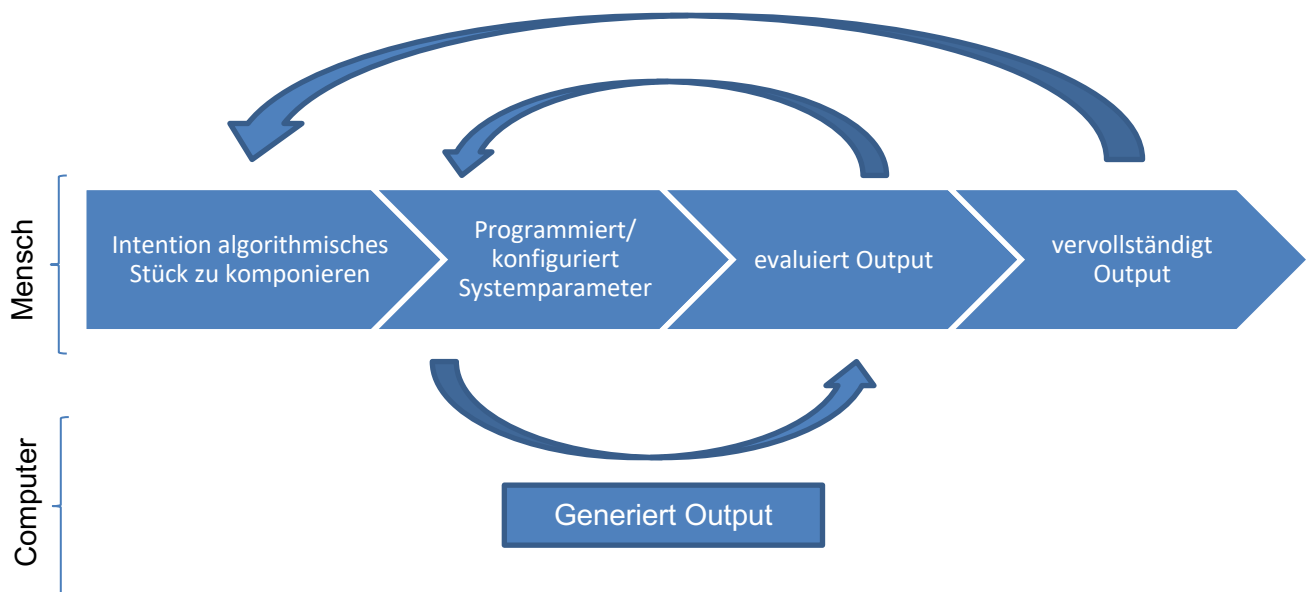 Mensch
Intention algorithmisches
Stück zu komponieren
Programmiert/
konfiguriert
Systemparameter
evaluiert Output
vervollständigt
Output
Computer
Generiert Output